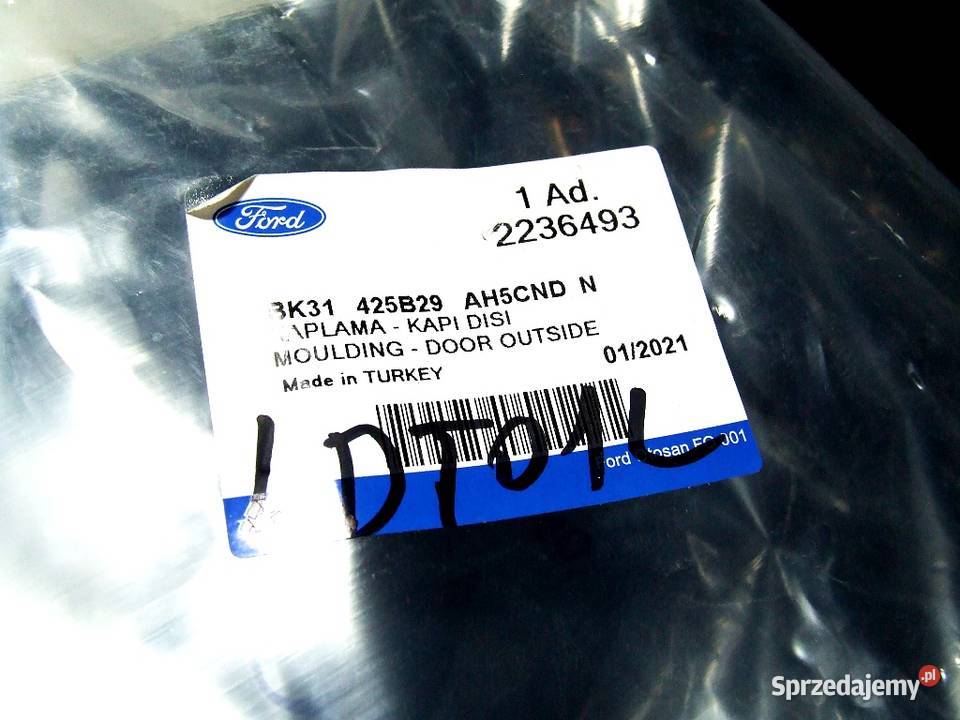 Ford
1 Ad.
2236493
BK31 425B29 AH5CND N
KAPLAMA - KAPI DISI
MOULDING - DOOR OUTSIDE
Made in TURKEY
01/2021
LDT01L
Ford Otosan
Sprzedajemy.pl